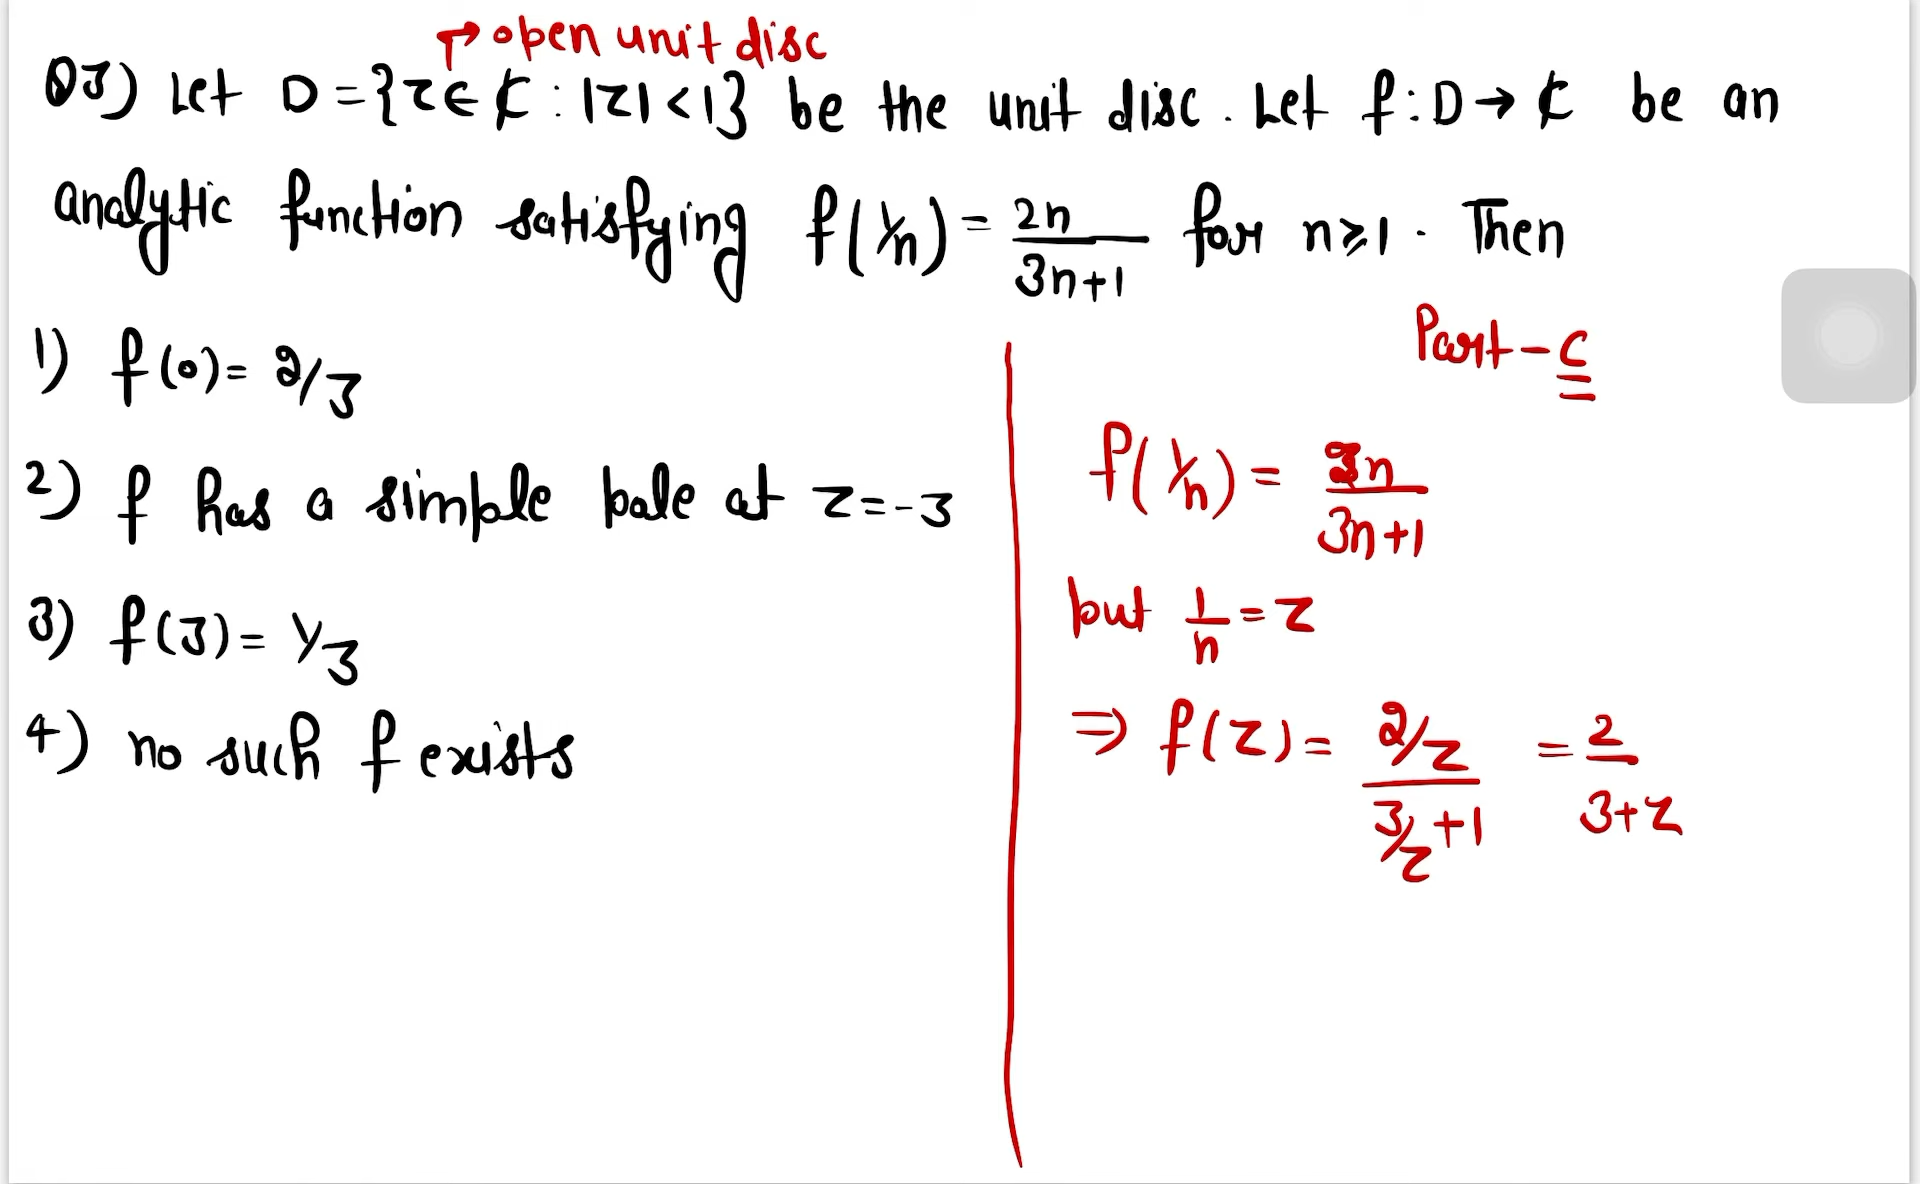 open unit disc
Q3) Let D = {z ∈ ℂ : |z| < 1} be the unit disc. Let f : D → ℂ be an
analytic function satisfying f(1/n) = 2n/(3n+1) for n ≥ 1. Then
1) f(0) = 2/3
2) f has a simple pole at z = -3
3) f(3) = 1/3
4) no such f exists
Part - C
f(1/n) = 2n/(3n+1)
put 1/n = z
⇒ f(z) = (2/z)/(3/z + 1) = 2/(3+z)